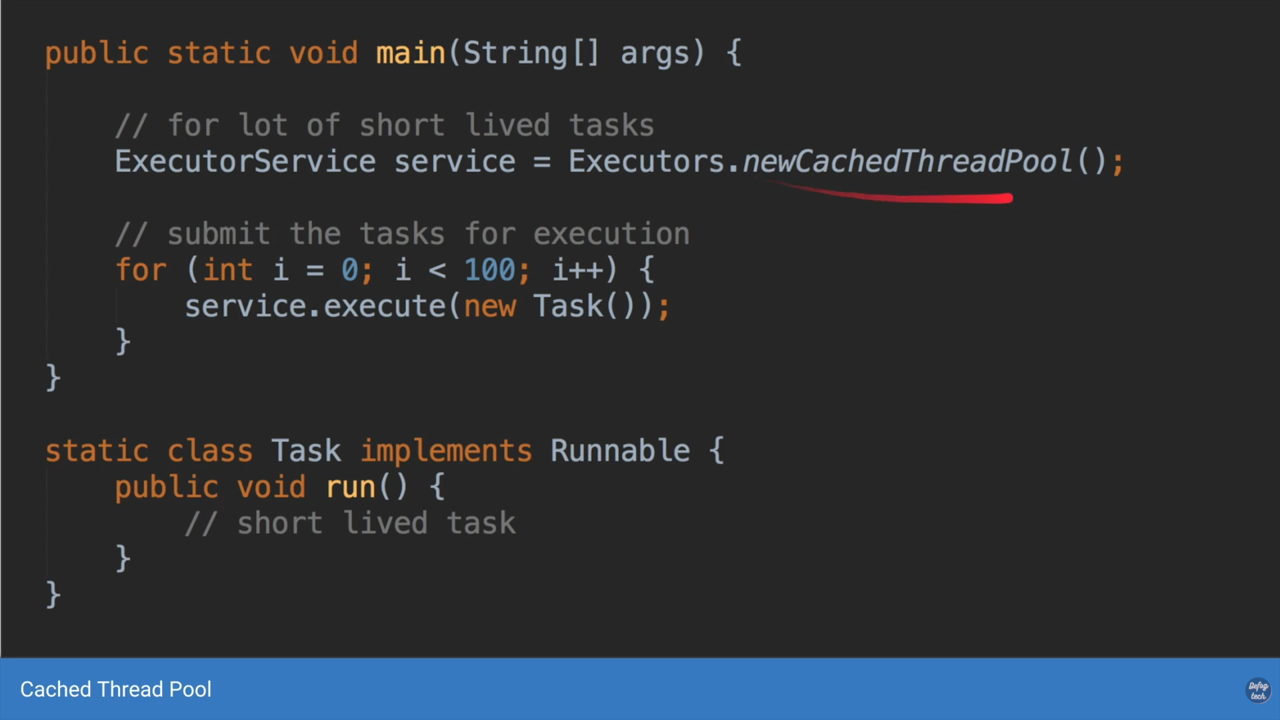 public static void main(String[] args) {
// for lot of short lived tasks
ExecutorService service = Executors.newCachedThreadPool();
// submit the tasks for execution
for (int i = 0; i < 100; i++) {
service.execute(new Task());
}
}
static class Task implements Runnable {
public void run() {
// short lived task
}
}
Cached Thread Pool
Defog
tech